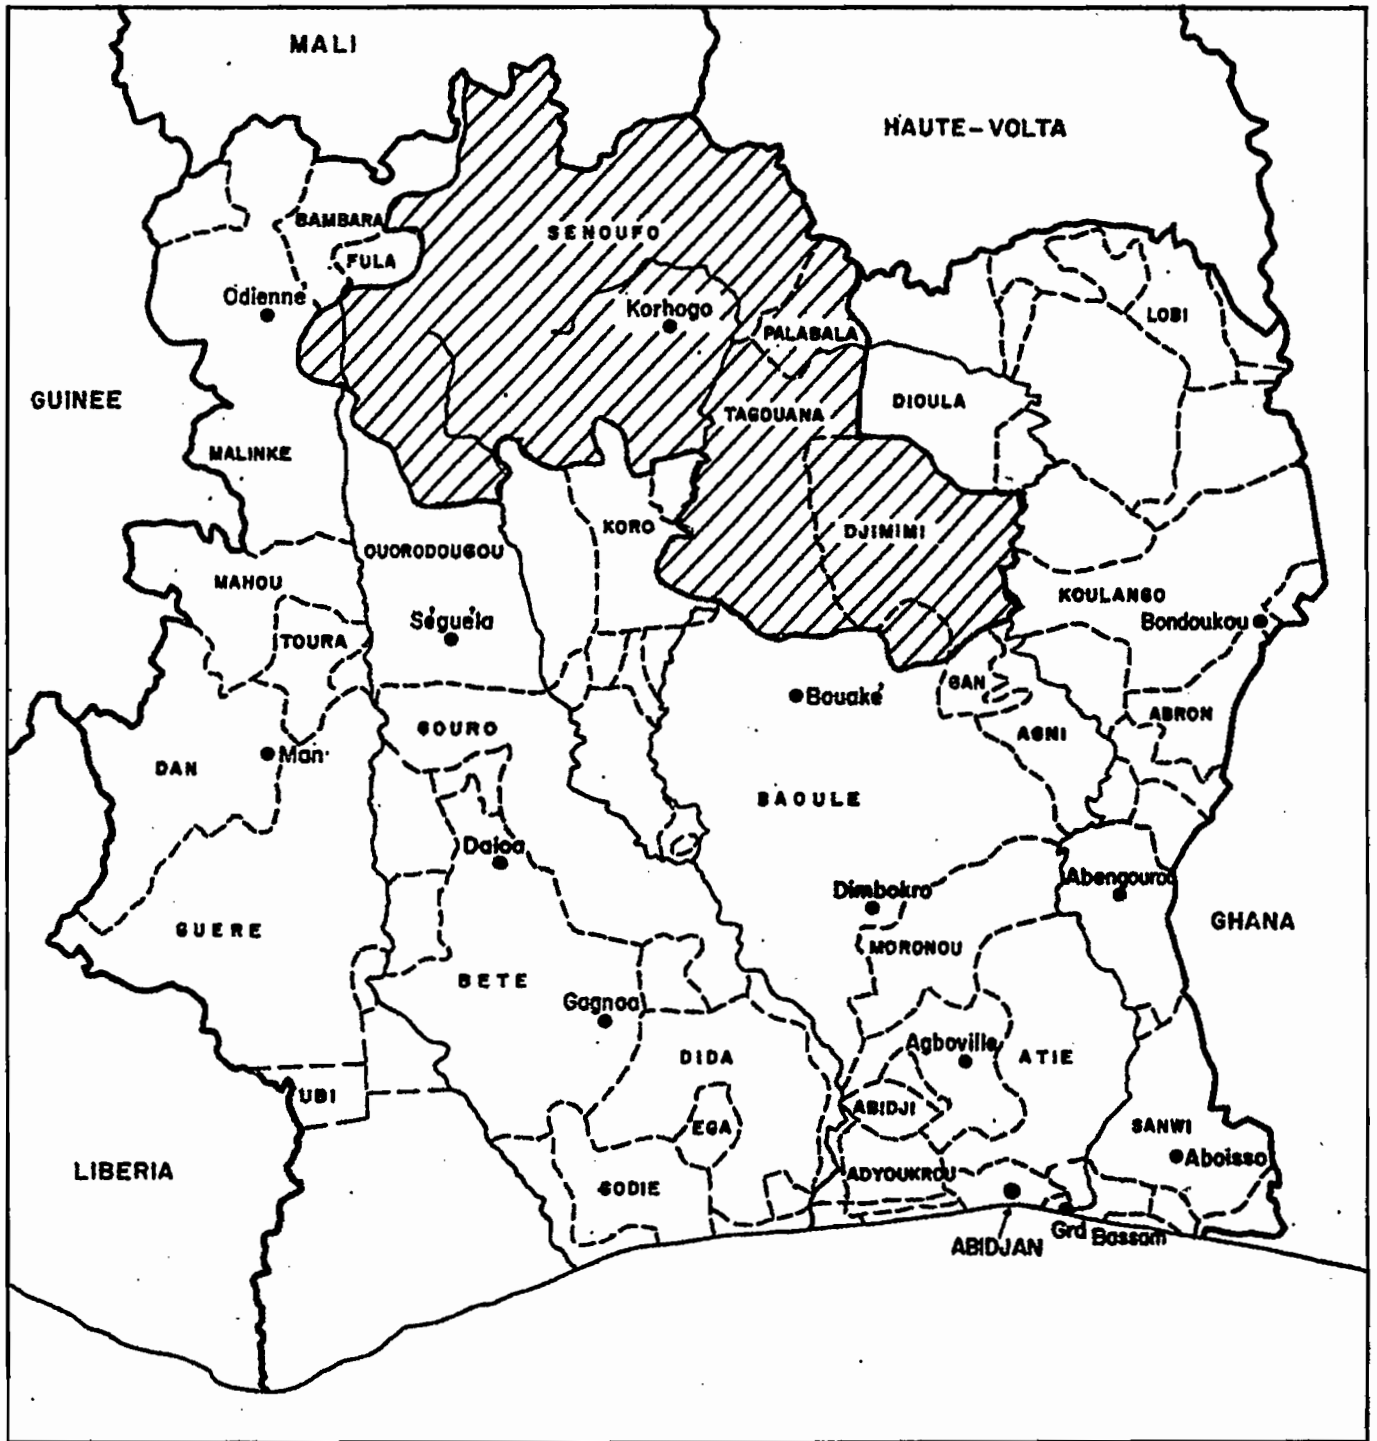 MALI
HAUTE-VOLTA
BAMBARA
SENOUFO
FULA
Odienne
Korhogo
LOBI
PALABALA
GUINEE
DIOULA
TAGOUANA
MALINKE
KORO
DJIMIMI
OUORODOUGOU
MAHOU
KOULANGO
Séguéla
Bondoukou
TOURA
GAN
Bouaké
ABRON
GOURO
AGNI
Man
DAN
BAOULE
Daloa
Abengourou
Dimbokro
GHANA
GUERE
MORONOU
BETE
Gagnoa
Agboville
DIDA
ATIE
UBI
ABIDJI
EGA
SANWI
LIBERIA
Aboisso
ADYOUKROU
GODIE
Grd Bassam
ABIDJAN